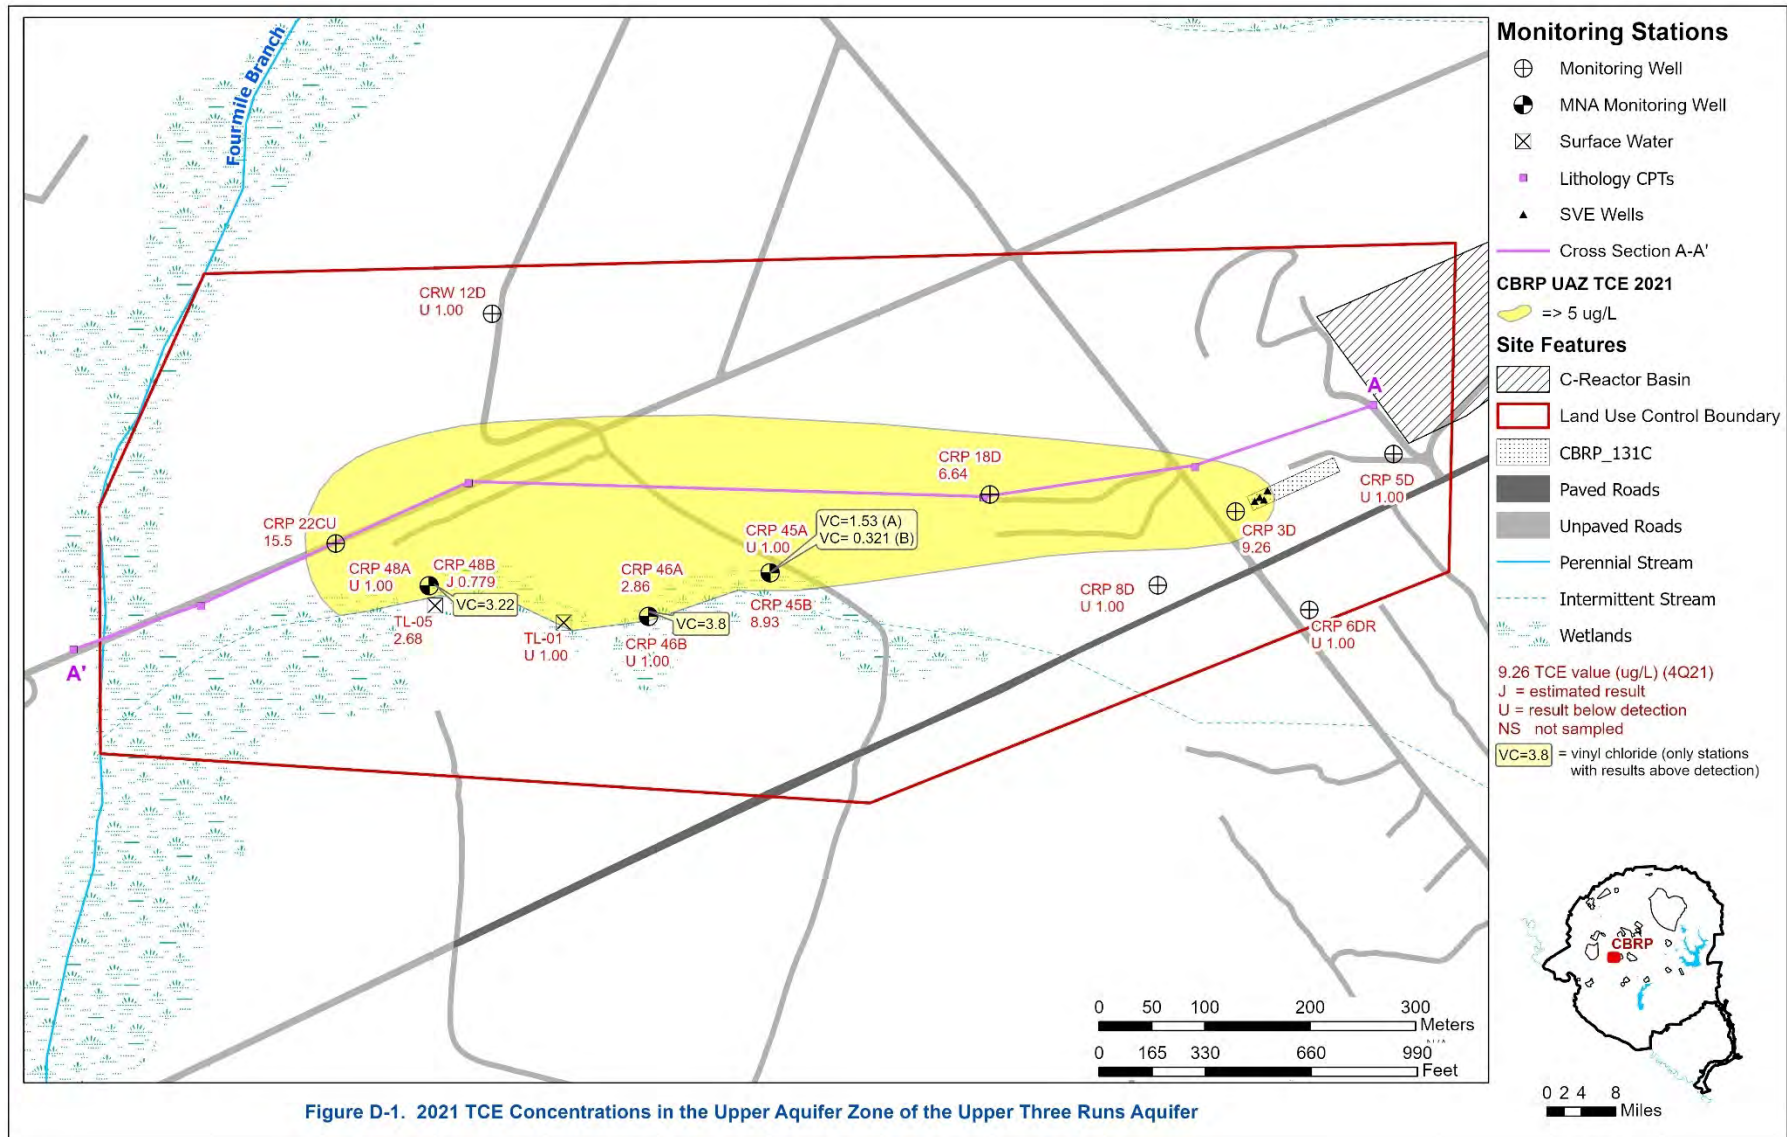 Fourmile Branch
CRW 12D
U 1.00
A
CRP 18D
6.64
CRP 5D
U 1.00
CRP 22CU
15.5
CRP 45A
U 1.00
VC=1.53 (A)
VC= 0.321 (B)
CRP 3D
9.26
CRP 48A
U 1.00
CRP 48B
J 0.779
VC=3.22
CRP 46A
2.86
CRP 8D
U 1.00
TL-05
2.68
TL-01
U 1.00
VC=3.8
CRP 45B
8.93
CRP 46B
U 1.00
CRP 6DR
U 1.00
A'
0 50 100 200 300
Meters
0 165 330 660 990
Feet
Figure D-1. 2021 TCE Concentrations in the Upper Aquifer Zone of the Upper Three Runs Aquifer
Monitoring Stations
Monitoring Well
MNA Monitoring Well
Surface Water
Lithology CPTs
SVE Wells
Cross Section A-A'
CBRP UAZ TCE 2021
=> 5 ug/L
Site Features
C-Reactor Basin
Land Use Control Boundary
CBRP_131C
Paved Roads
Unpaved Roads
Perennial Stream
Intermittent Stream
Wetlands
9.26 TCE value (ug/L) (4Q21)
J = estimated result
U = result below detection
NS not sampled
VC=3.8 = vinyl chloride (only stations
with results above detection)
CBRP
0 2 4 8
Miles